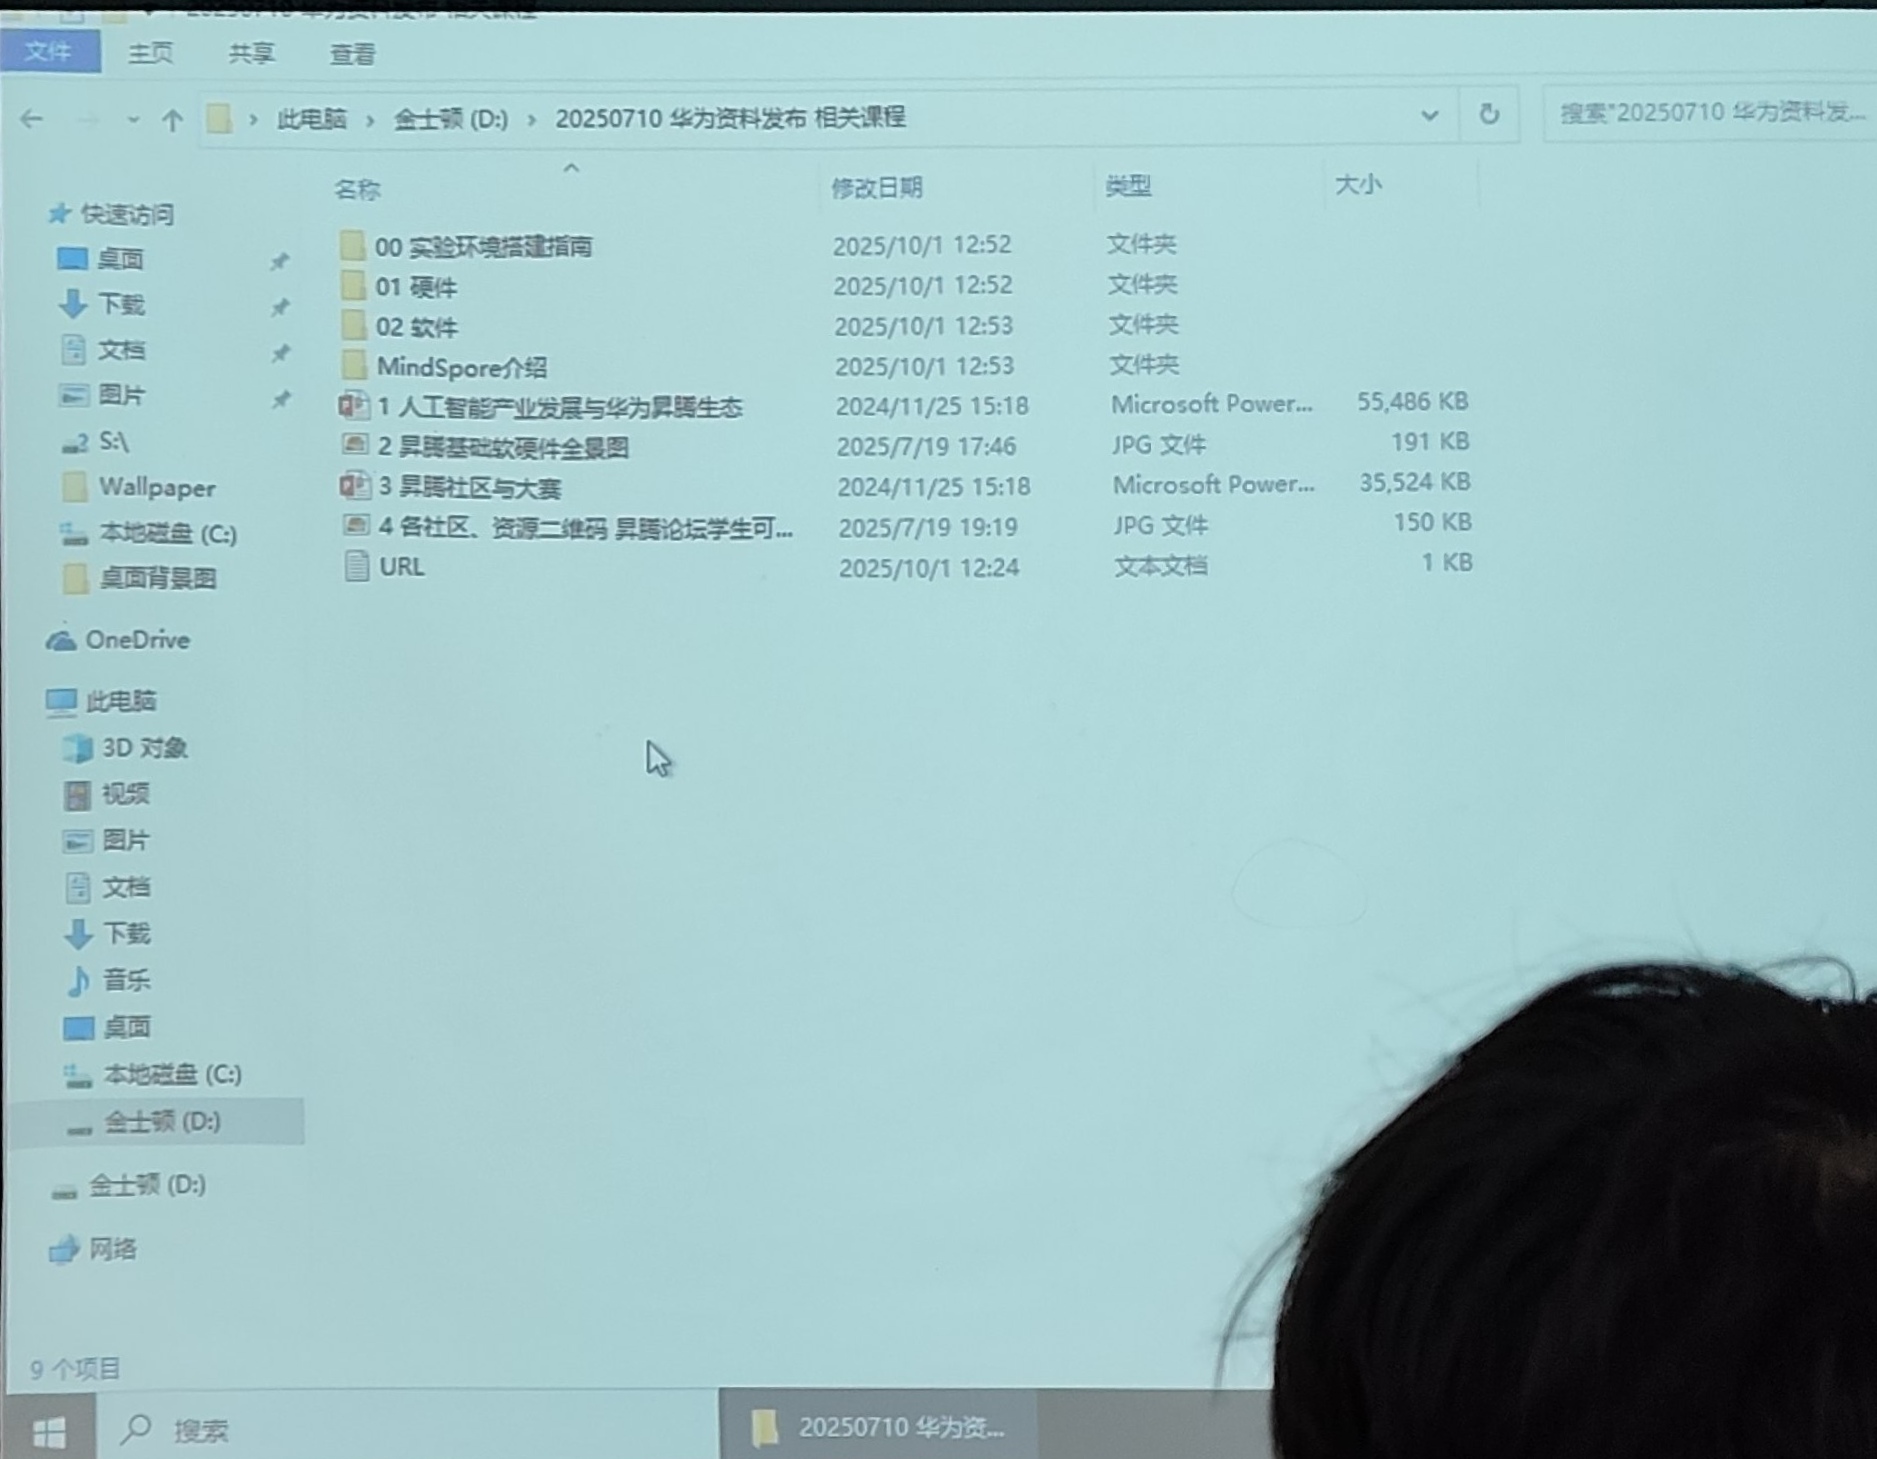 20250710 华为资料发布 相关课程
文件 主页 共享 查看
此电脑 › 金士顿 (D:) › 20250710 华为资料发布 相关课程
搜索"20250710 华为资料发...
名称 修改日期 类型 大小
快速访问
桌面
下载
文档
图片
S:\
Wallpaper
本地磁盘 (C:)
桌面背景图
OneDrive
此电脑
3D 对象
视频
图片
文档
下载
音乐
桌面
本地磁盘 (C:)
金士顿 (D:)
金士顿 (D:)
网络
00 实验环境搭建指南 2025/10/1 12:52 文件夹
01 硬件 2025/10/1 12:52 文件夹
02 软件 2025/10/1 12:53 文件夹
MindSpore介绍 2025/10/1 12:53 文件夹
1 人工智能产业发展与华为昇腾生态 2024/11/25 15:18 Microsoft Power... 55,486 KB
2 昇腾基础软硬件全景图 2025/7/19 17:46 JPG 文件 191 KB
3 昇腾社区与大赛 2024/11/25 15:18 Microsoft Power... 35,524 KB
4 各社区、资源二维码 昇腾论坛学生可... 2025/7/19 19:19 JPG 文件 150 KB
URL 2025/10/1 12:24 文本文档 1 KB
9 个项目
搜索
20250710 华为资...